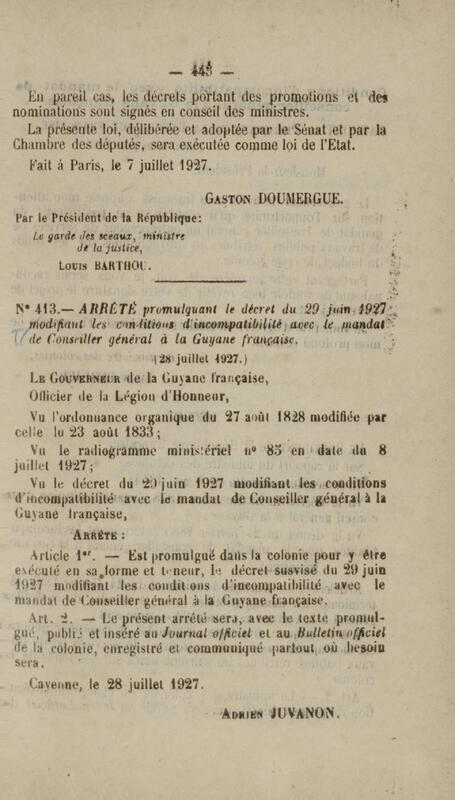 — 443 —
En pareil cas, les décrets portant des promotions et des
nominations sont signés en conseil des ministres.
La présente loi, délibérée et adoptée par le Sénat et par la
Chambre des députés, sera exécutée comme loi de l'Etat.
Fait à Paris, le 7 juillet 1927.
GASTON DOUMERGUE.
Par le Président de la République:
Le garde des sceaux, ministre
de la justice,
LOUIS BARTHOU.
N° 413.— ARRÊTÉ promulguant le décret du 29 juin 1927
modifiant les conditions d'incompatibilité avec le mandat
de Conseiller général à la Guyane française.
(28 juillet 1927.)
LE GOUVERNEUR de la Guyane française,
Officier de la Légion d'Honneur,
Vu l'ordonnance organique du 27 août 1828 modifiée par
celle lu 23 août 1833;
Vu le radiogramme ministériel n° 85 en date du 8
juillet 1927;
Vu le décret du 29 juin 1927 modifiant les conditions
d'incompatibilité avec le mandat de Conseiller général à la
Guyane française,
ARRÊTE:
Article 1er. — Est promulgué dans la colonie pour y être
exécuté en sa forme et teneur, le décret susvisé du 29 juin
1927 modifiant les conditions d'incompatibilité avec le
mandat de Conseiller général à la Guyane française.
Art. 2. — Le présent arrêté sera, avec le texte promul-
gué, publié et inséré au Journal officiel et au Bulletin officiel
de la colonie, enregistré et communiqué partout où besoin
sera.
Cayenne, le 28 juillet 1927.
ADRIEN JUVANON.